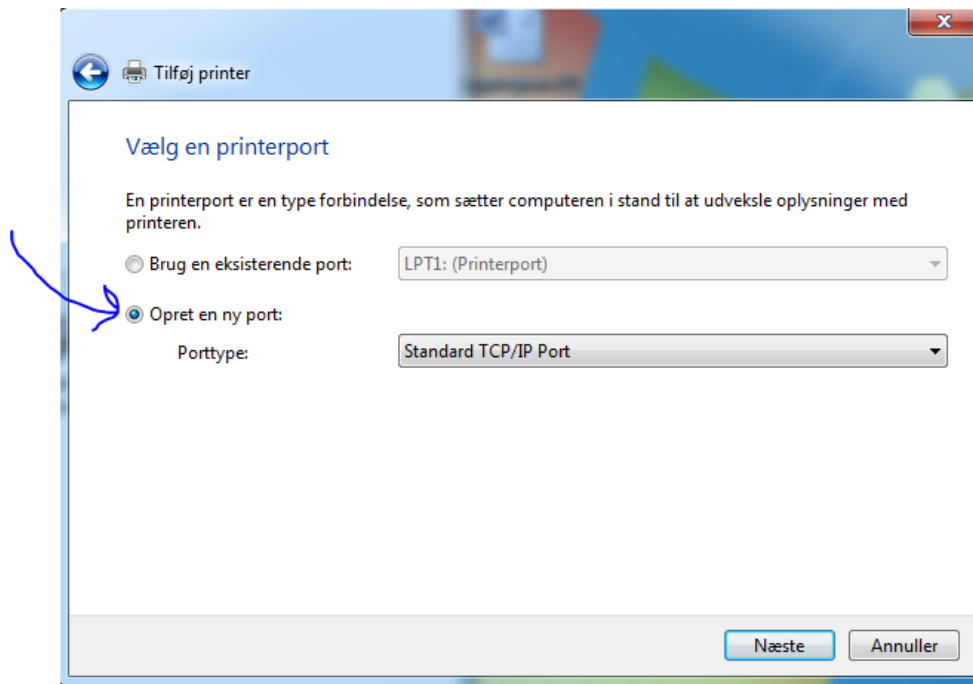 Tilføj printer
Vælg en printerport
En printerport er en type forbindelse, som sætter computeren i stand til at udveksle oplysninger med
printeren.
Brug en eksisterende port: LPT1: (Printerport)
Opret en ny port:
Porttype: Standard TCP/IP Port
Næste Annuller